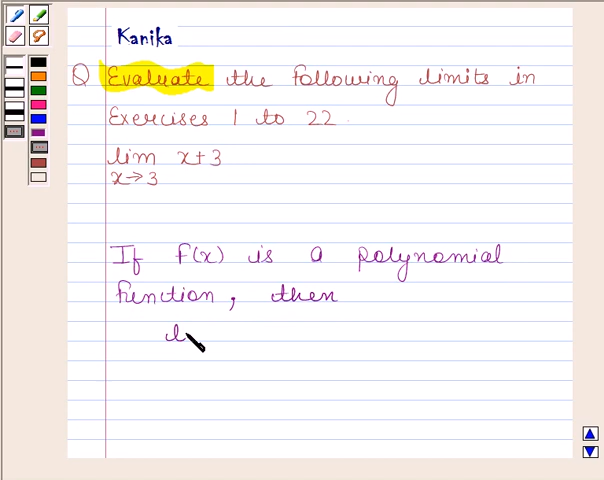 Kanika
Q Evaluate the following limits in
Exercises 1 to 22.
lim x+3
x→3
If f(x) is a polynomial
function, then
l